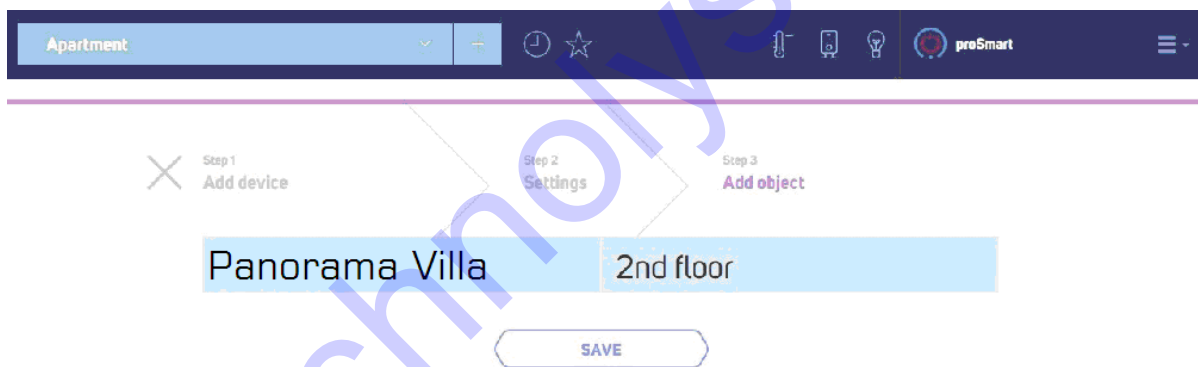 Apartment
proSmart
Step 1
Add device
Step 2
Settings
Step 3
Add object
Panorama Villa
2nd floor
SAVE